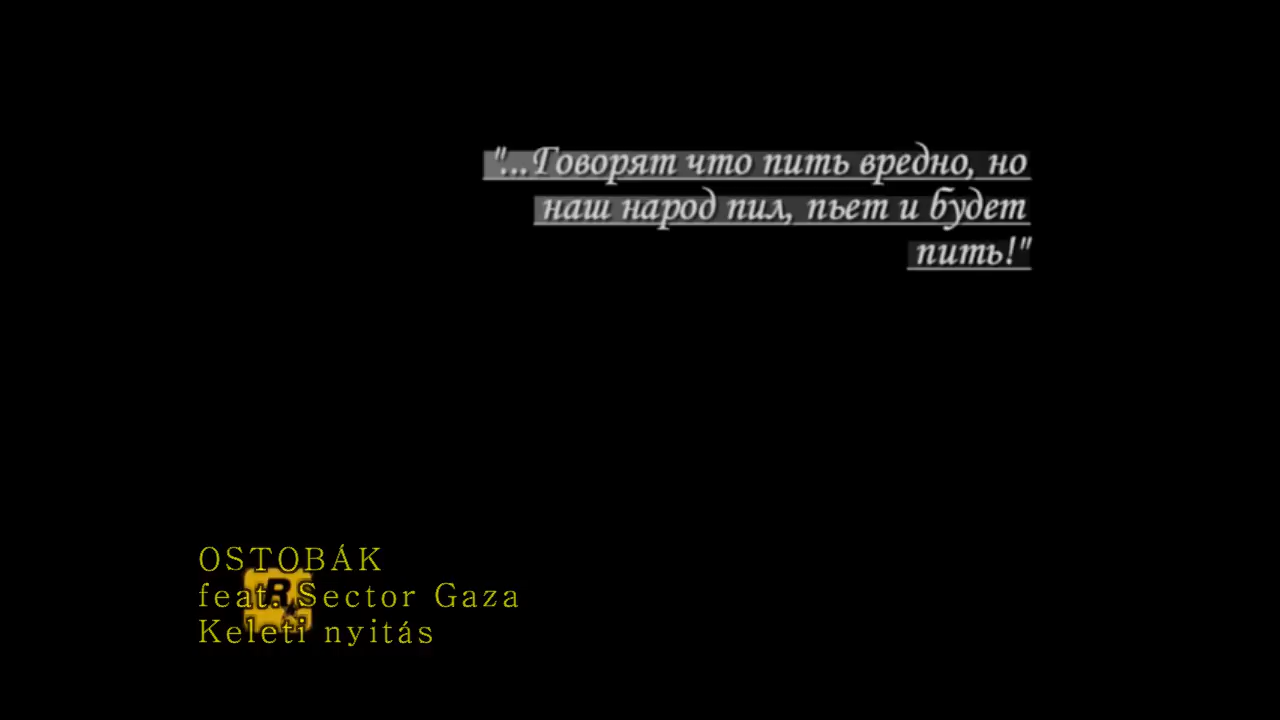 "...Говорят что пить вредно, но
наш народ пил, пьет и будет
пить!"
OSTOBÁK
feat. Sector Gaza
Keleti nyitás